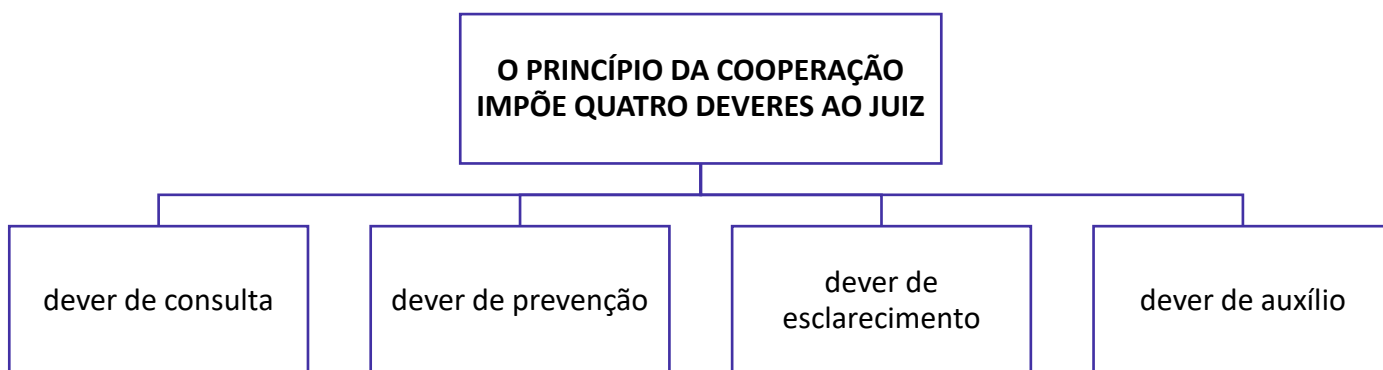 O PRINCÍPIO DA COOPERAÇÃO
IMPÕE QUATRO DEVERES AO JUIZ
dever de consulta
dever de prevenção
dever de
esclarecimento
dever de auxílio